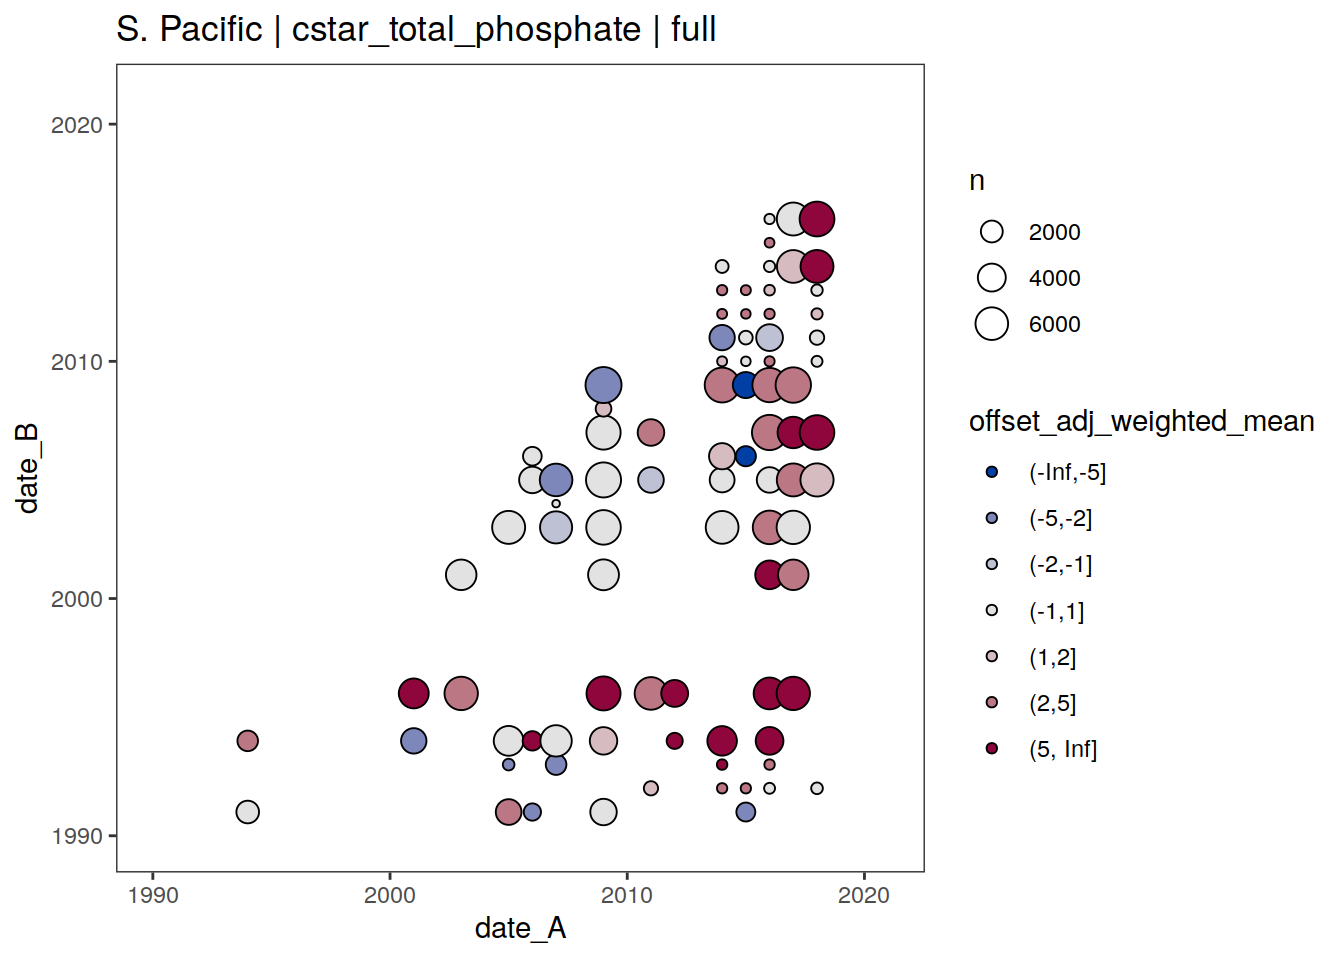 S. Pacific | cstar_total_phosphate | full
date_B
2020
2010
2000
1990
1990 2000 2010 2020
date_A
n
2000
4000
6000
offset_adj_weighted_mean
(-Inf,-5]
(-5,-2]
(-2,-1]
(-1,1]
(1,2]
(2,5]
(5, Inf]